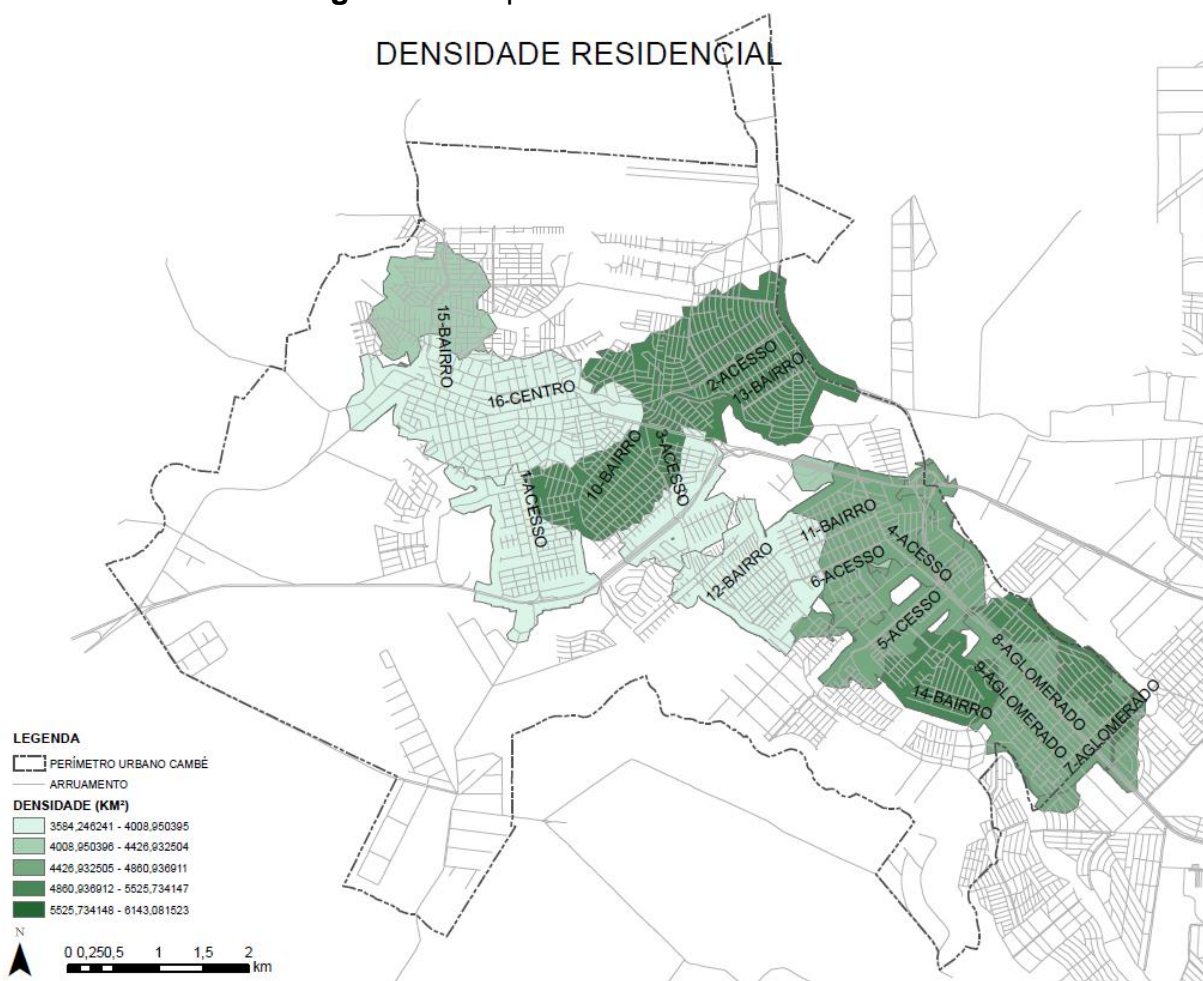 DENSIDADE RESIDENCIAL
15-BAIRRO
16-CENTRO
2-ACESSO
13-BAIRRO
3-ACESSO
10-BAIRRO
1-ACESSO
11-BAIRRO
4-ACESSO
12-BAIRRO
6-ACESSO
5-ACESSO
8-AGLOMERADO
9-AGLOMERADO
14-BAIRRO
7-AGLOMERADO
LEGENDA
PERÍMETRO URBANO CAMBÉ
ARRUAMENTO
DENSIDADE (KM²)
3584,246241 - 4008,950395
4008,950396 - 4426,932504
4426,932505 - 4860,936911
4860,936912 - 5525,734147
5525,734148 - 6143,081523
N
0 0,250,5 1 1,5 2
km